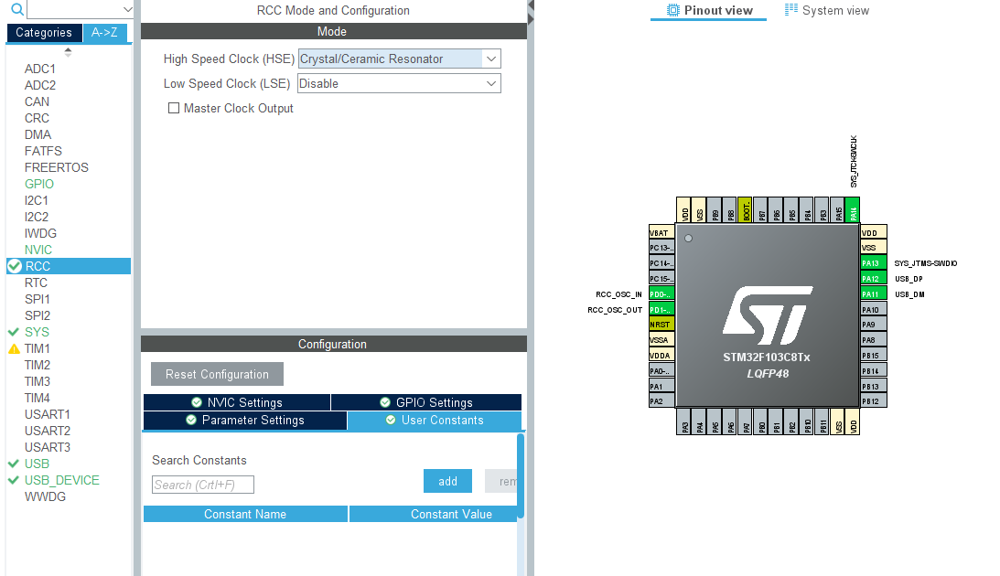 RCC Mode and Configuration
Mode
High Speed Clock (HSE) Crystal/Ceramic Resonator
Low Speed Clock (LSE) Disable
Master Clock Output
Configuration
Reset Configuration
NVIC Settings GPIO Settings
Parameter Settings User Constants
Search Constants
Search (Crtl+F)
add rem
Constant Name Constant Value
Categories A->Z
ADC1
ADC2
CAN
CRC
DMA
FATFS
FREERTOS
GPIO
I2C1
I2C2
IWDG
NVIC
RCC
RTC
SPI1
SPI2
SYS
TIM1
TIM2
TIM3
TIM4
USART1
USART2
USART3
USB
USB_DEVICE
WWDG
Pinout view System view
SYS_JTCK-SWCLK
VDD VSS PB9 PB8 BOOT.. PB7 PB6 PB5 PB4 PB3 PA15 PA14
VBAT
PC13-..
PC14-..
PC15-..
RCC_OSC_IN PD0-..
RCC_OSC_OUT PD1-..
NRST
VSSA
VDDA
PA0-..
PA1
PA2
ST
STM32F103C8Tx
LQFP48
VDD
VSS
PA13 SYS_JTMS-SWDIO
PA12 USB_DP
PA11 USB_DM
PA10
PA9
PA8
PB15
PB14
PB13
PB12
PA3 PA4 PA5 PA6 PA7 PB0 PB1 PB2 PB10 PB11 VSS VDD